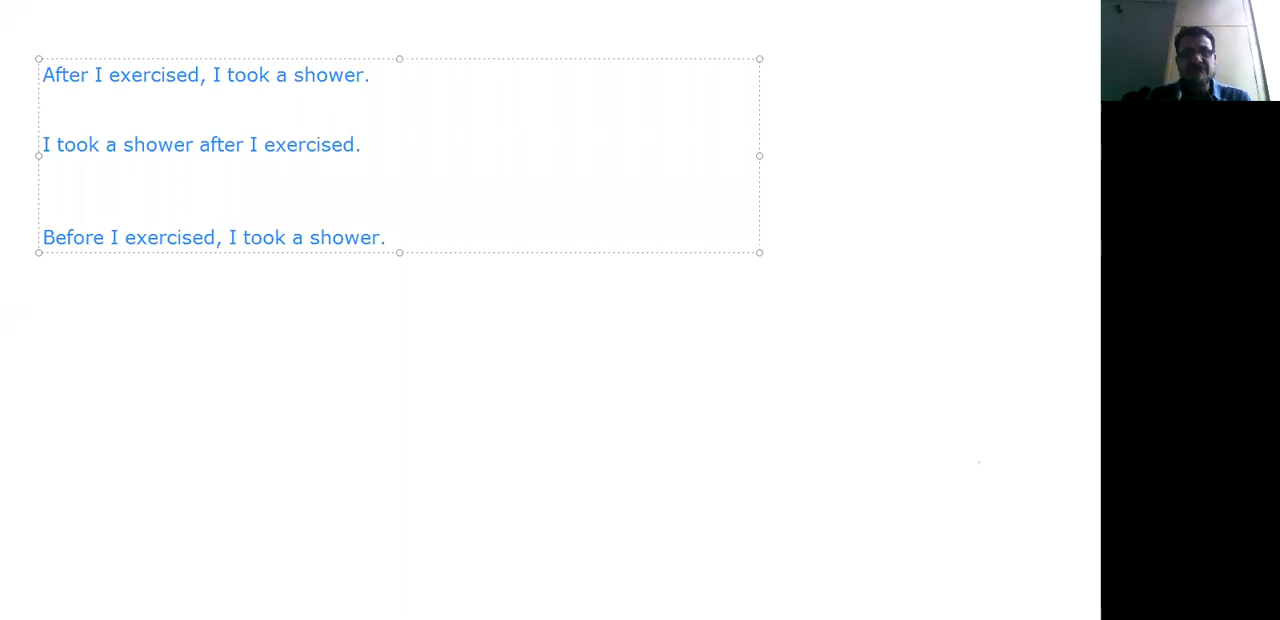 After I exercised, I took a shower.
I took a shower after I exercised.
Before I exercised, I took a shower.